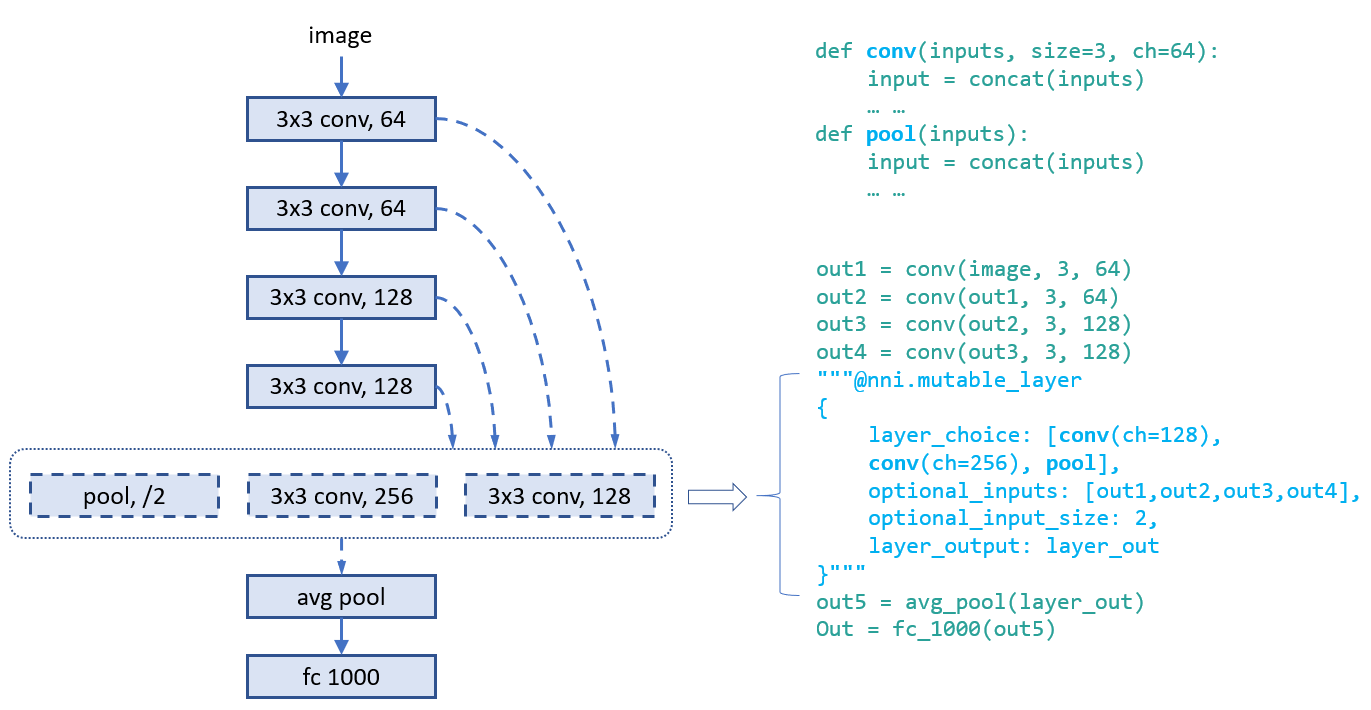 image
3x3 conv, 64
3x3 conv, 64
3x3 conv, 128
3x3 conv, 128
pool, /2
3x3 conv, 256
3x3 conv, 128
avg pool
fc 1000
def conv(inputs, size=3, ch=64):
    input = concat(inputs)
    … …
def pool(inputs):
    input = concat(inputs)
    … …
out1 = conv(image, 3, 64)
out2 = conv(out1, 3, 64)
out3 = conv(out2, 3, 128)
out4 = conv(out3, 3, 128)
"""@nni.mutable_layer
{
    layer_choice: [conv(ch=128),
    conv(ch=256), pool],
    optional_inputs: [out1,out2,out3,out4],
    optional_input_size: 2,
    layer_output: layer_out
}"""
out5 = avg_pool(layer_out)
Out = fc_1000(out5)